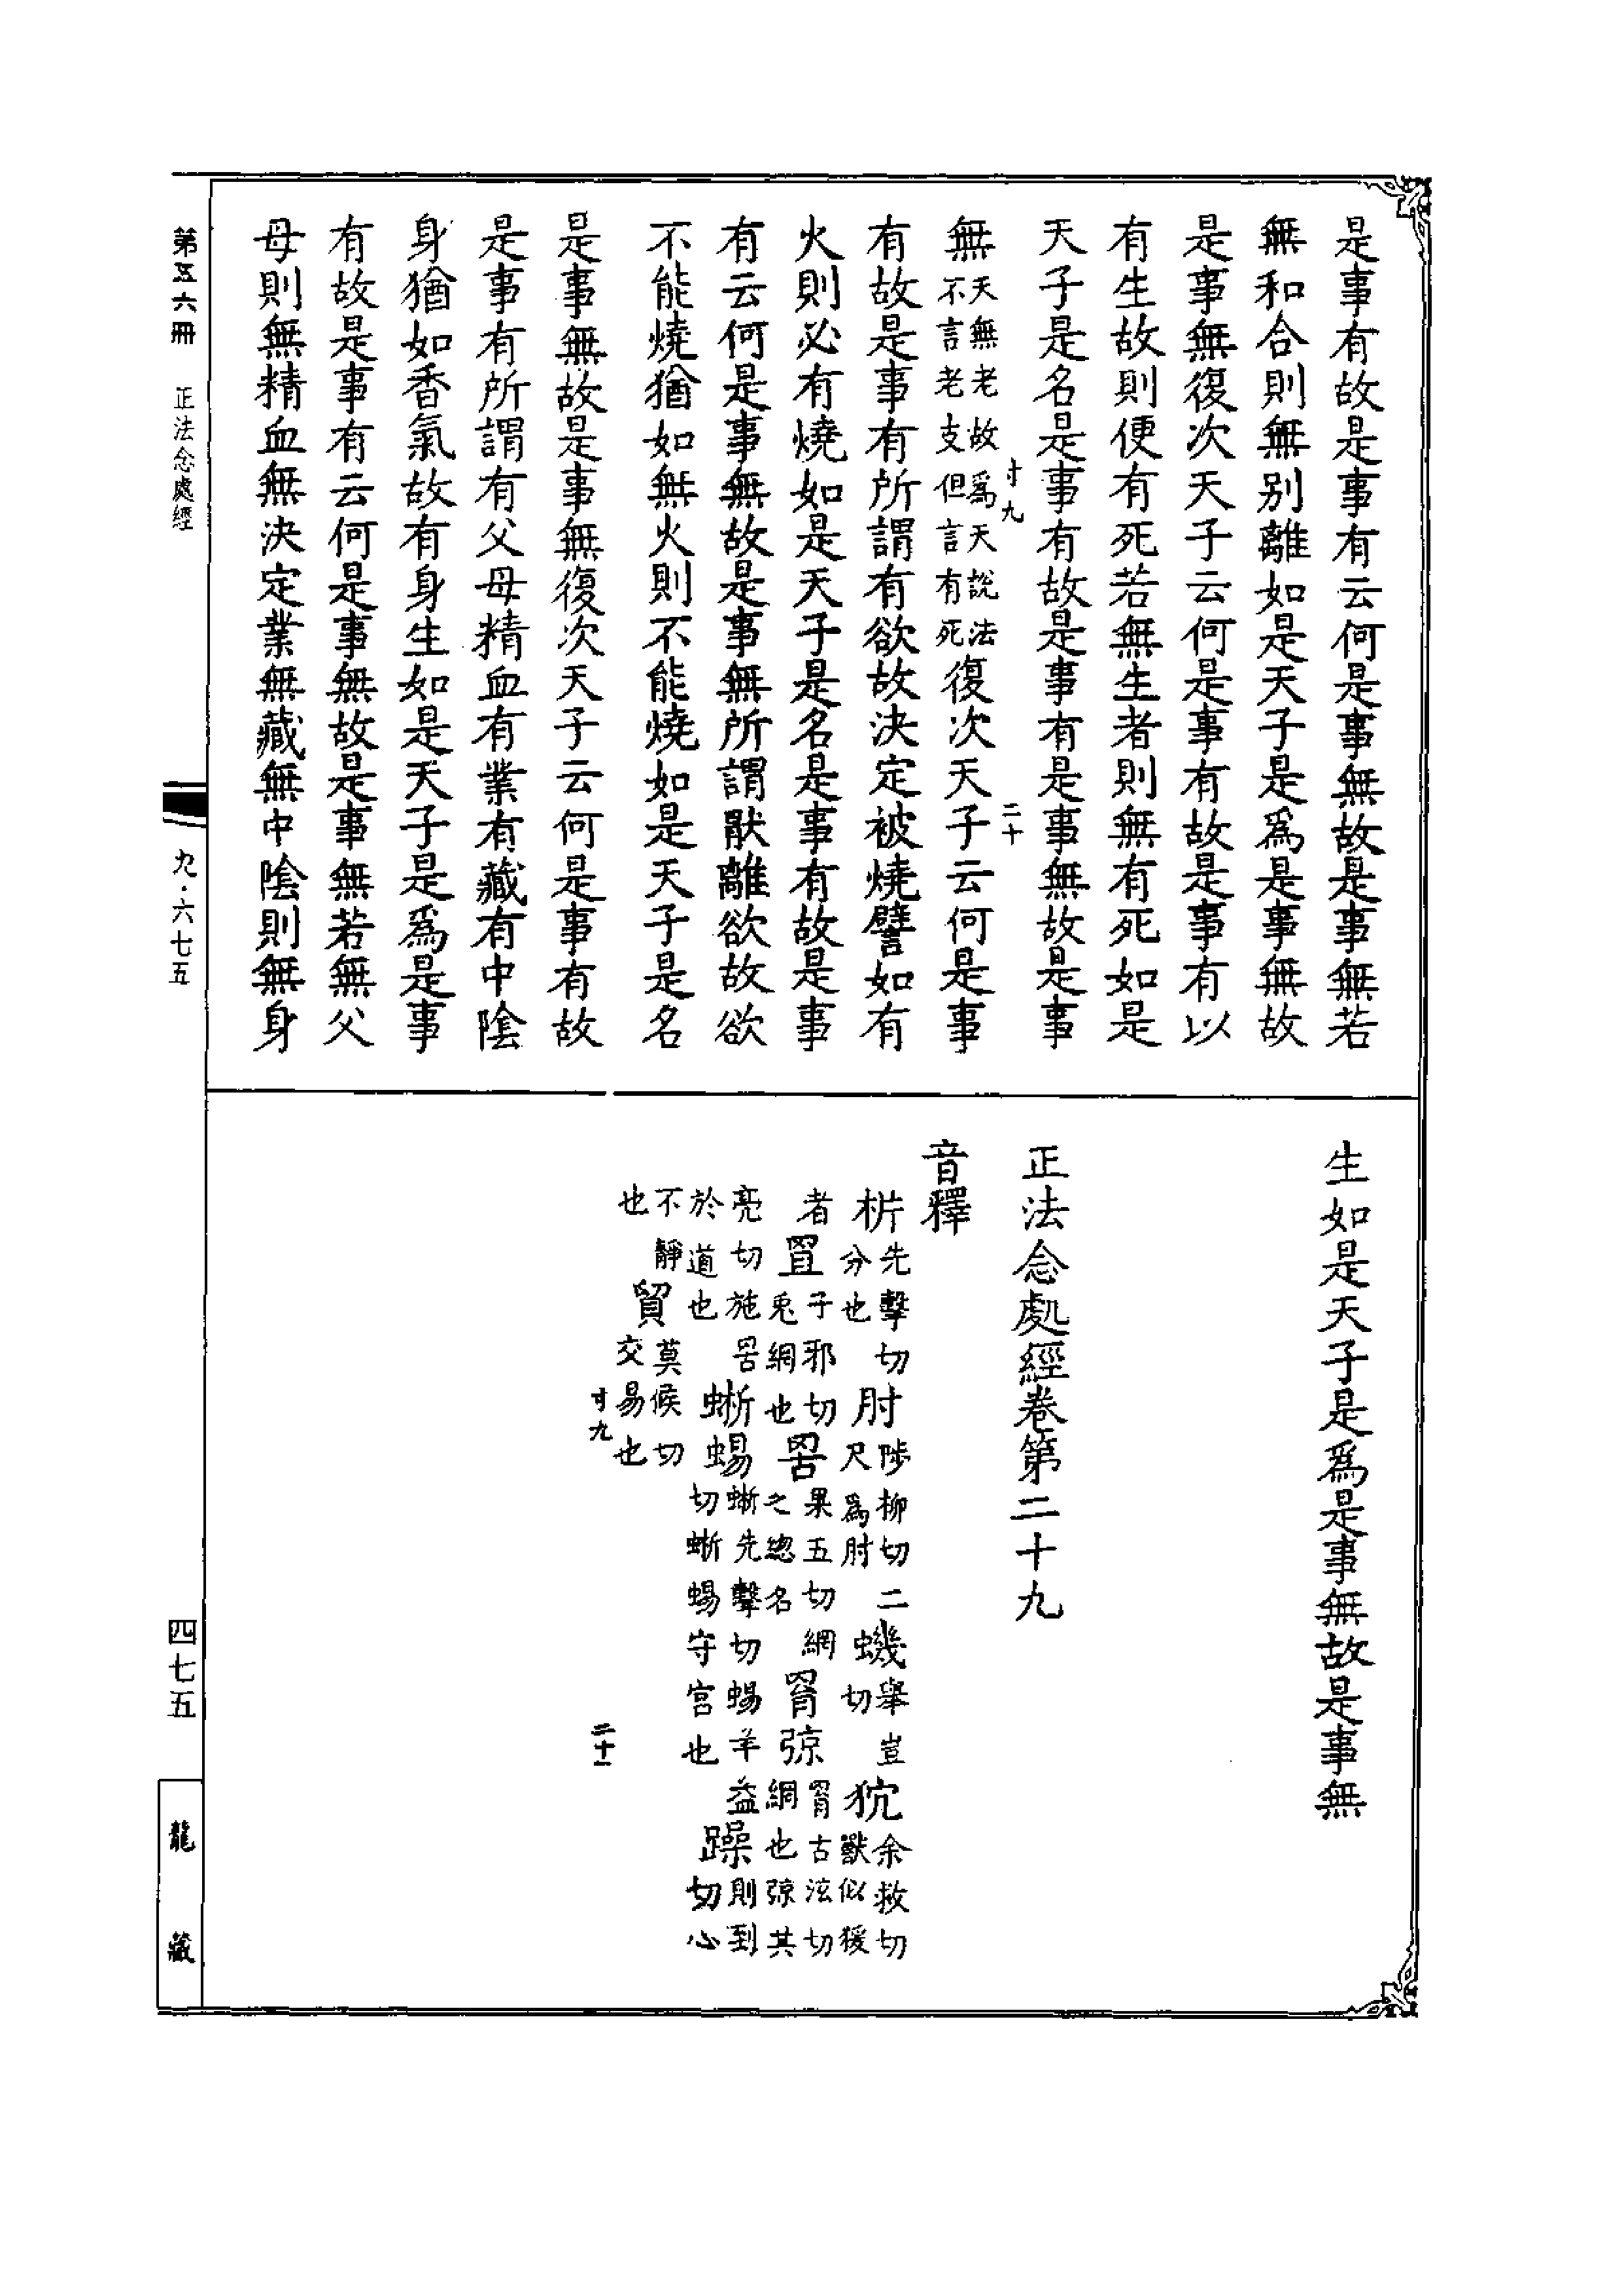 是事有故是事有云何是事無故是事無若
無和合則無別離如是天子是爲是事無故
是事無復次天子云何是事有故是事有以
有生故則便有死若無生者則無有死如是
天子是名是事有故是事有是事無故是事
寸九
二十
無天無老故爲天說法不言老支但言有死復次天子云何是事
有故是事有所謂有欲故決定被燒譬如有
火則必有燒如是天子是名是事有故是事
有云何是事無故是事無所謂猒離欲故欲
不能燒猶如無火則不能燒如是天子是名
是事無故是事無復次天子云何是事有故
是事有所謂有父母精血有業有藏有中陰
身猶如香氣故有身生如是天子是爲是事
有故是事有云何是事無故是事無若無父
母則無精血無決定業無藏無中陰則無身
生如是天子是爲是事無故是事無
正法念處經卷第二十九
音釋
㭊先擊切分也 肘陟柳切二尺爲肘 蟣舉豈切 狖余救切獸似猨
者 罝子邪切兎網也 罟果五切網之總名 罥弶罥古泫切網也弶其
亮切施罟於道也 蜥蜴蜥先擊切蜴羊益切蜥蜴守宮也 躁則到切心
不靜也 貿莫候切交易也
寸九
二十一
第五六冊 正法念處經
九·六七五
四七五
龍藏